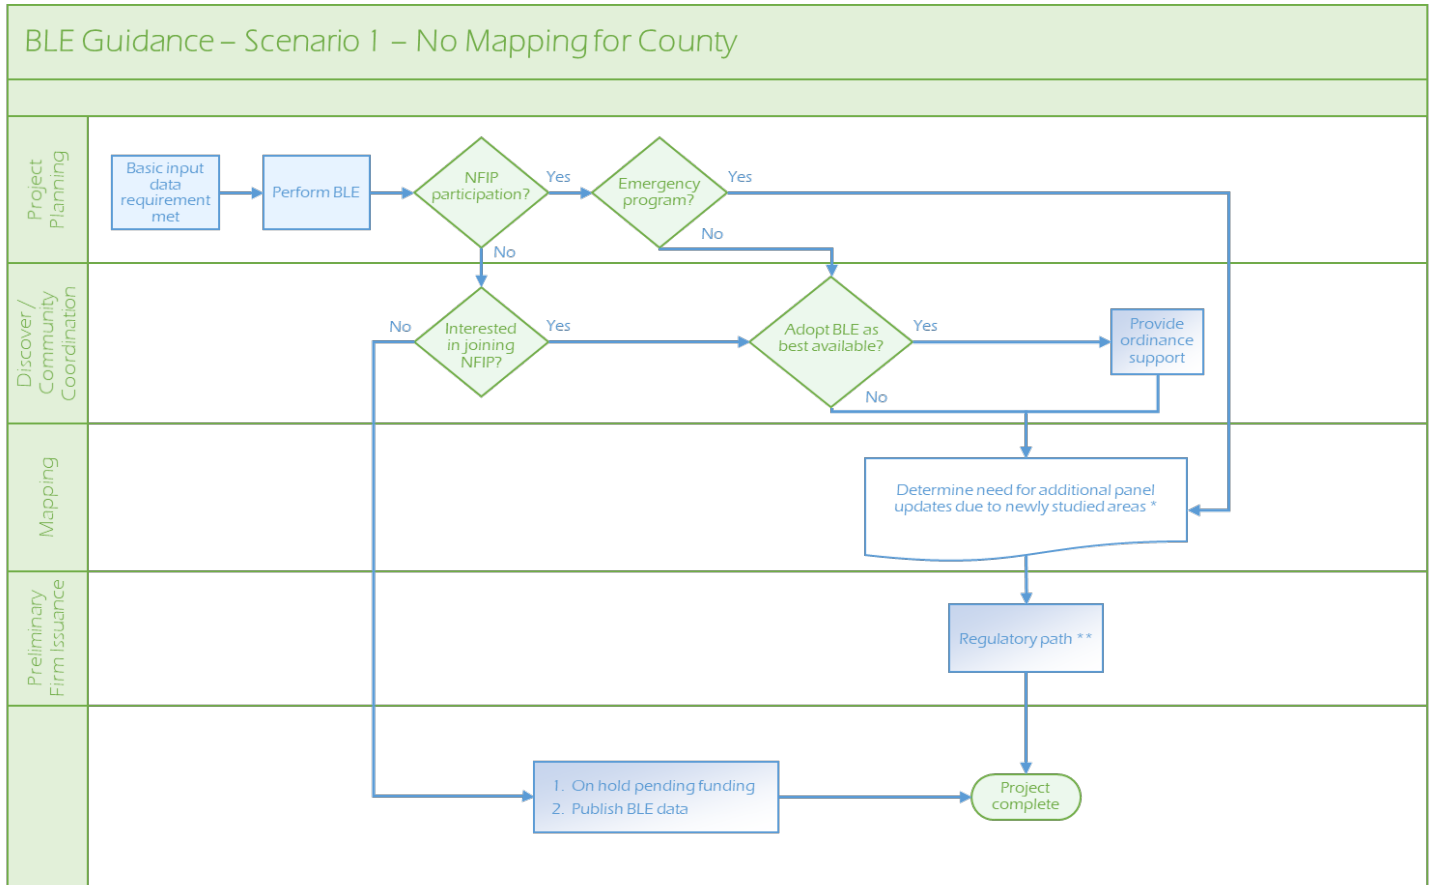 BLE Guidance – Scenario 1 – No Mapping for County
Project
Planning
Basic input
data
requirement
met
Perform BLE
NFIP
participation?
Yes
No
Emergency
program?
Yes
No
Discover /
Community
Coordination
No
Interested
in joining
NFIP?
Yes
Adopt BLE as
best available?
Yes
No
Provide
ordinance
support
Mapping
Determine need for additional panel
updates due to newly studied areas *
Preliminary
Firm Issuance
Regulatory path **
1. On hold pending funding
2. Publish BLE data
Project
complete